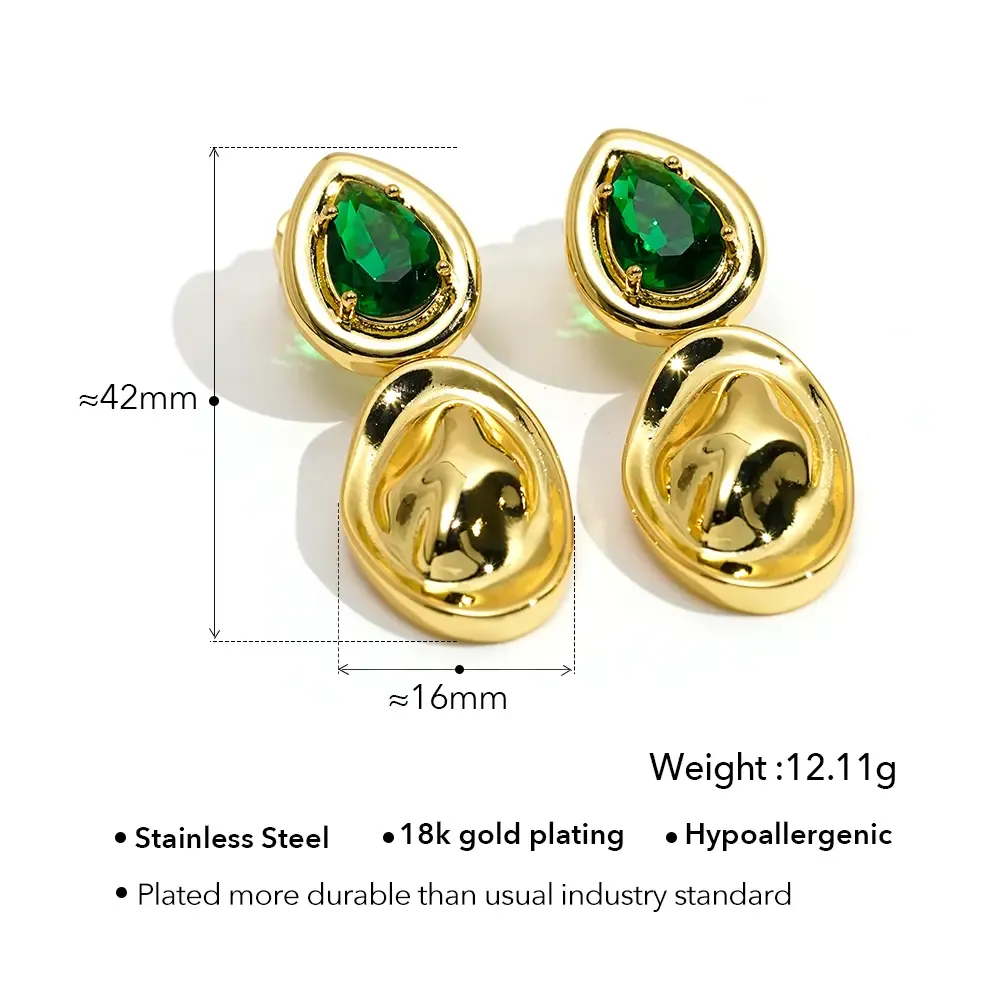 ≈42mm
≈16mm
Weight :12.11g
• Stainless Steel • 18k gold plating • Hypoallergenic
• Plated more durable than usual industry standard